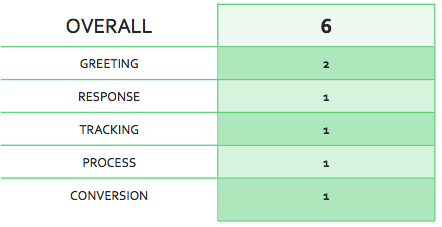 OVERALL 6
GREETING 2
RESPONSE 1
TRACKING 1
PROCESS 1
CONVERSION 1